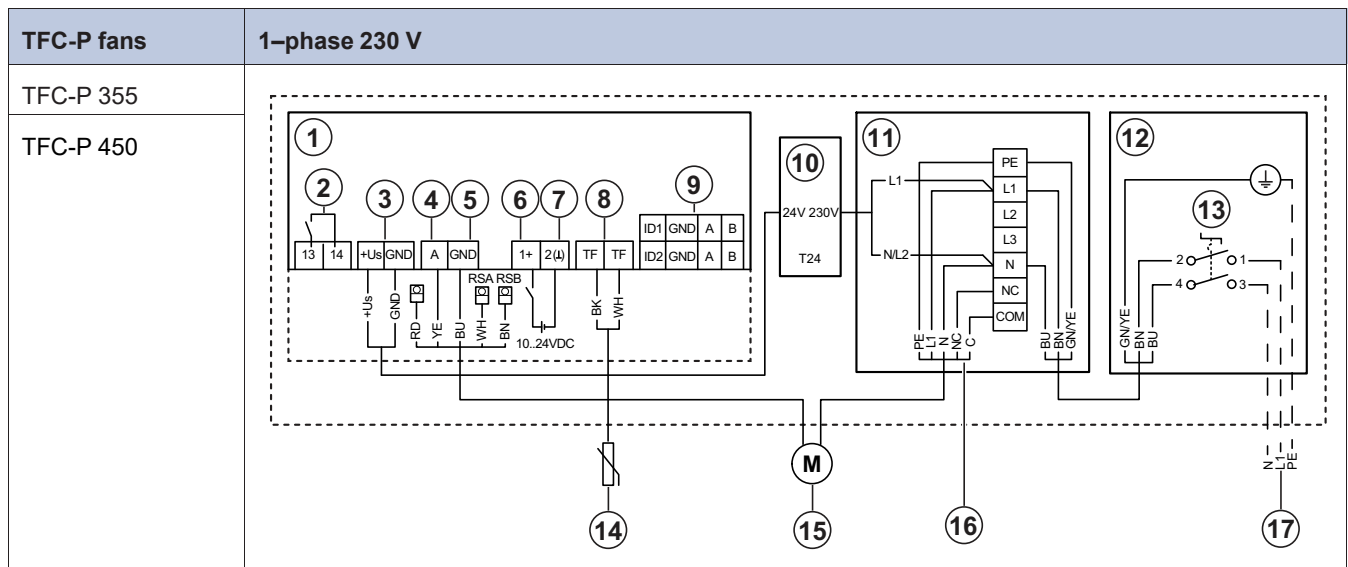 TFC-P fans
1–phase 230 V
TFC-P 355
TFC-P 450
1
2
3
4
5
6
7
8
9
13 14
+Us GND
A GND
1+ 2(⊥)
TF TF
ID1 GND A B
ID2 GND A B
+Us
GND
RD
YE
BU
RSA RSB
WH
BN
10..24VDC
BK
WH
10
24V 230V
T24
11
L1
N/L2
PE
L1
L2
L3
N
NC
COM
PE
L1
N
NC
C
BU
BN
GN/YE
12
13
2 1
4 3
GN/YE
BN
BU
N
L1
PE
M
14
15
16
17